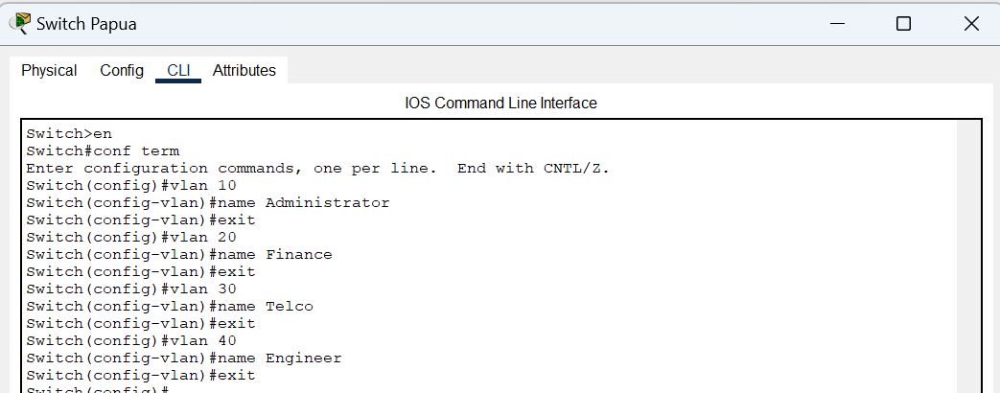 Switch Papua
Physical Config CLI Attributes
IOS Command Line Interface
Switch>en
Switch#conf term
Enter configuration commands, one per line.  End with CNTL/Z.
Switch(config)#vlan 10
Switch(config-vlan)#name Administrator
Switch(config-vlan)#exit
Switch(config)#vlan 20
Switch(config-vlan)#name Finance
Switch(config-vlan)#exit
Switch(config)#vlan 30
Switch(config-vlan)#name Telco
Switch(config-vlan)#exit
Switch(config)#vlan 40
Switch(config-vlan)#name Engineer
Switch(config-vlan)#exit
Switch(config)#